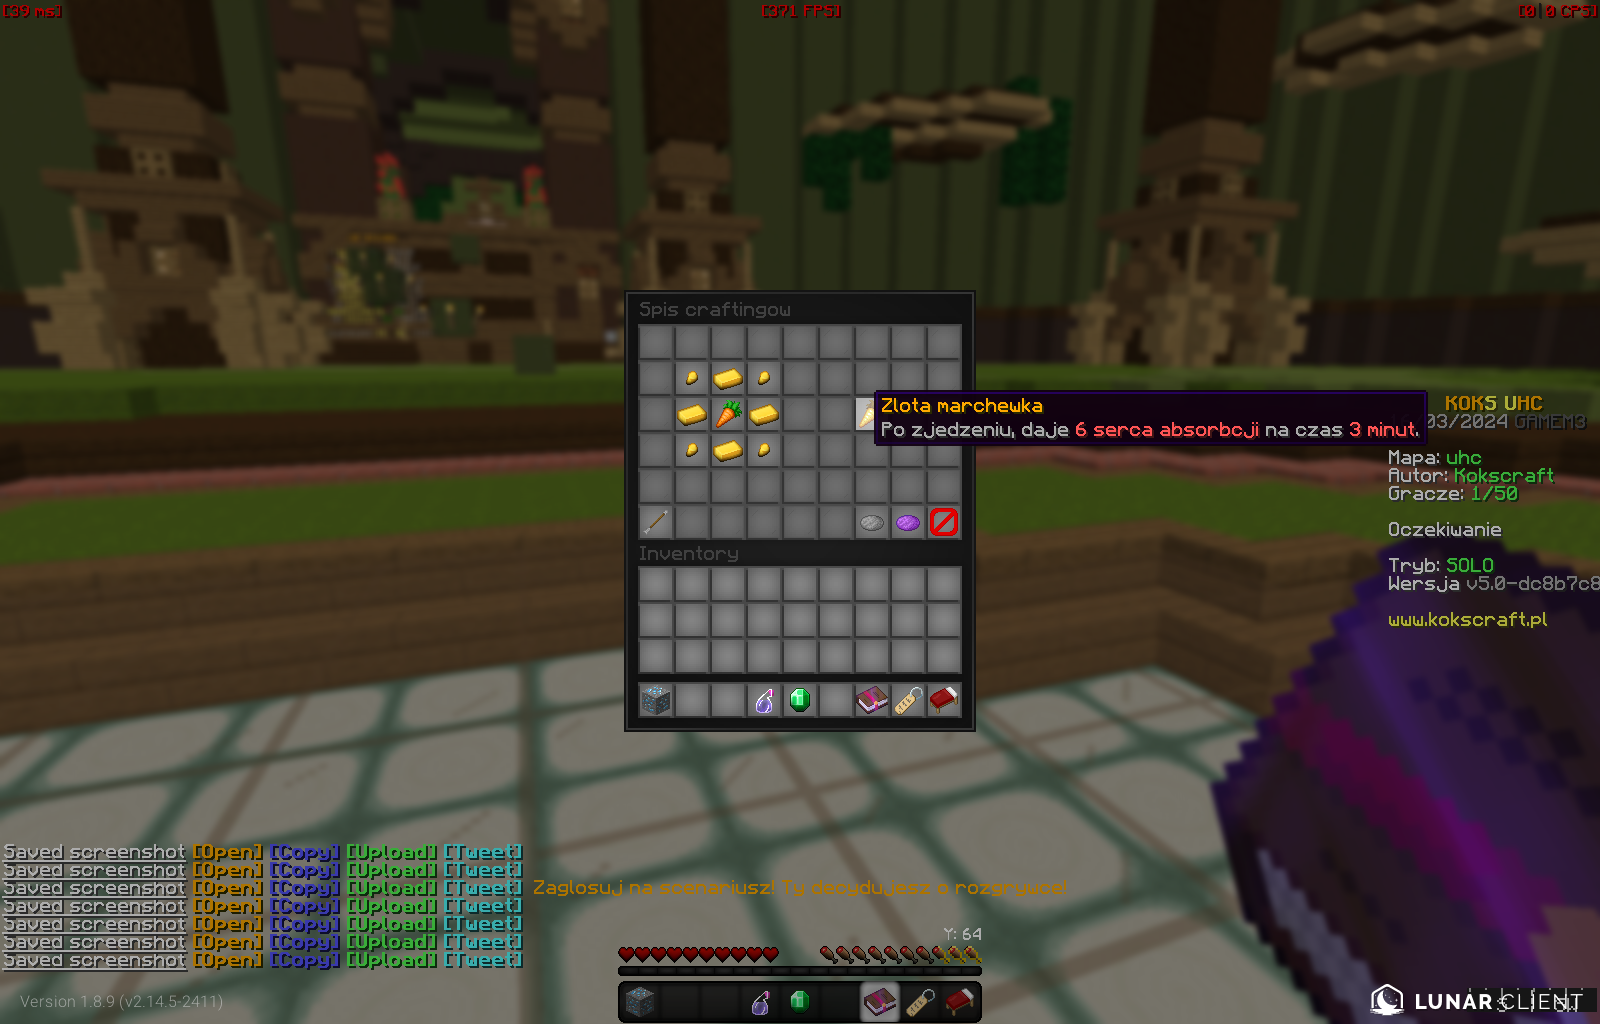 [39 ms]
[371 FPS]
[0|0 CPS]
Spis craftingow
Zlota marchewka
Po zjedzeniu, daje 6 serca absorbcji na czas 3 minut.
KOKS UHC
03/2024 GAMEM3
Mapa: uhc
Autor: Kokscraft
Gracze: 1/50
Oczekiwanie
Tryb: SOLO
Wersja v5.0-dc8b7c8
www.kokscraft.pl
Inventory
Saved screenshot [Open] [Copy] [Upload] [Tweet]
Saved screenshot [Open] [Copy] [Upload] [Tweet]
Saved screenshot [Open] [Copy] [Upload] [Tweet]
Saved screenshot [Open] [Copy] [Upload] [Tweet]
Saved screenshot [Open] [Copy] [Upload] [Tweet]
Saved screenshot [Open] [Copy] [Upload] [Tweet]
Saved screenshot [Open] [Copy] [Upload] [Tweet]
Zaglosuj na scenariusz! Ty decydujesz o rozgrywce!
Y: 64
Version 1.8.9 (v2.14.5-2411)
LUNAR CLIENT